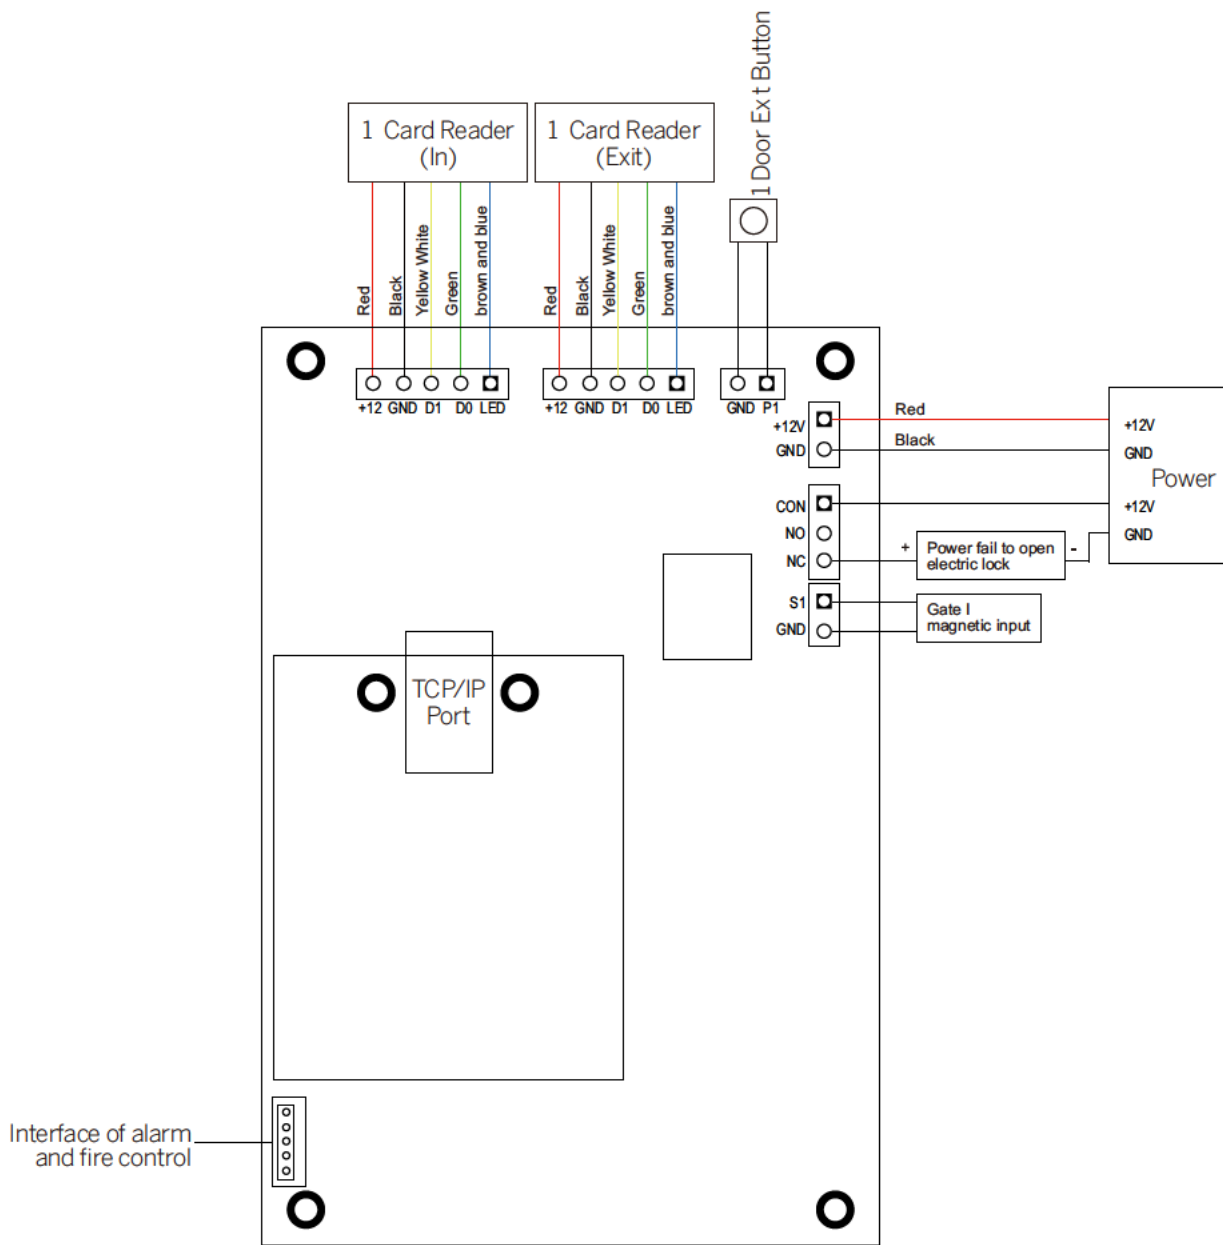 1 Door Ex t Button
1 Card Reader
(In)
1 Card Reader
(Exit)
Red
Black
Yellow White
Green
brown and blue
Red
Black
Yellow White
Green
brown and blue
+12 GND D1 D0 LED
+12 GND D1 D0 LED
GND P1
+12V
GND
Red
Black
+12V
GND
Power
+12V
GND
CON
NO
NC
+
Power fail to open
electric lock
-
S1
GND
Gate I
magnetic input
TCP/IP
Port
Interface of alarm
and fire control